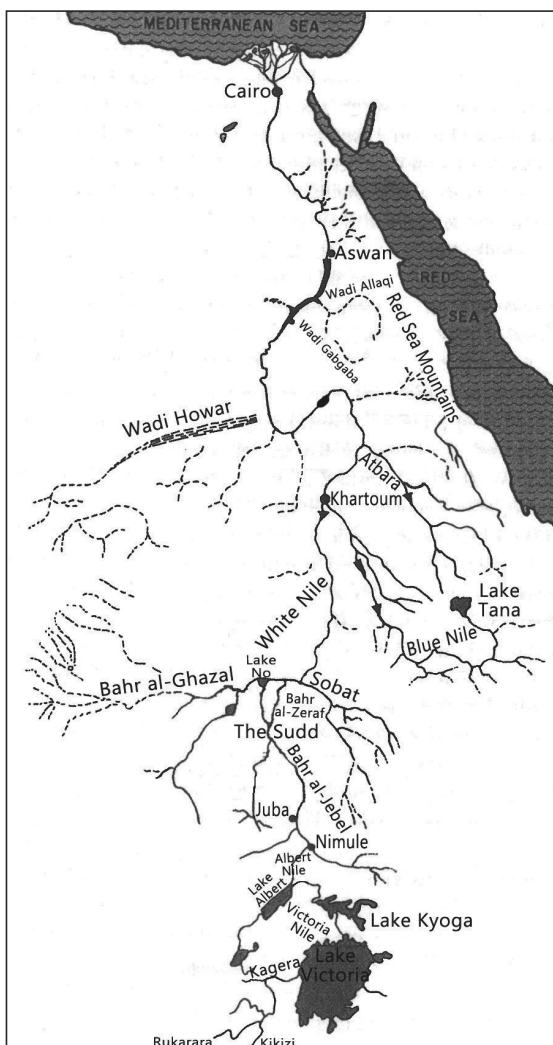 MEDITERRANEAN SEA
Cairo
Aswan
Wadi Allaqi
RED
SEA
Red Sea Mountains
Wadi Gabgaba
Wadi Howar
Atbara
Khartoum
Lake
Tana
White Nile
Blue Nile
Lake
No
Sobat
Bahr al-Ghazal
Bahr
al-Zeraf
The Sudd
Bahr al-Jebel
Juba
Nimule
Albert
Nile
Lake
Albert
Victoria
Nile
Lake Kyoga
Lake
Victoria
Kagera
Rukarara
Kikizi